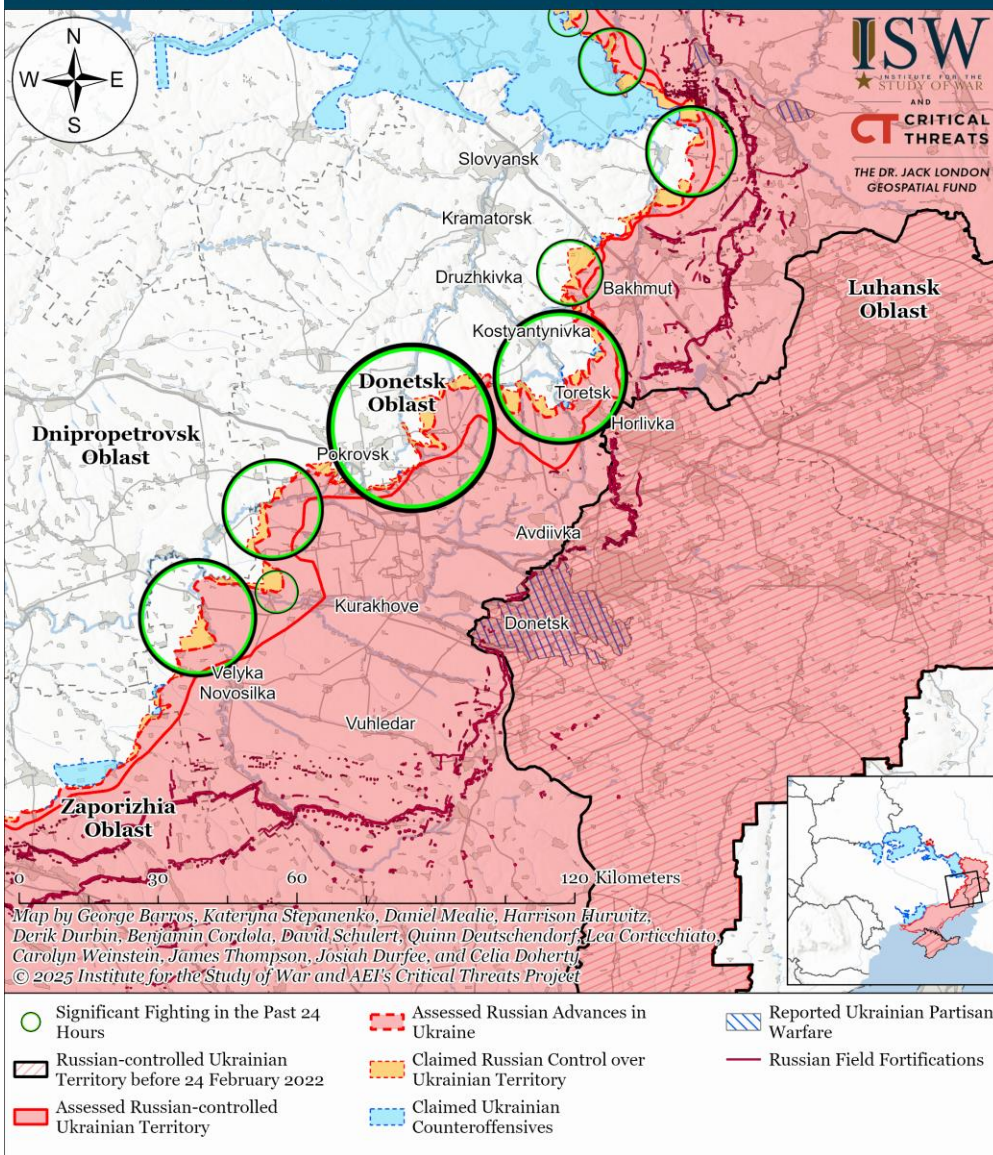 N
W
E
S
ISW
INSTITUTE FOR THE
STUDY OF WAR
AND
CT CRITICAL
THREATS
THE DR. JACK LONDON
GEOSPATIAL FUND
Slovyansk
Kramatorsk
Druzhkivka
Bakhmut
Luhansk
Oblast
Kostyantynivka
Donetsk
Oblast
Toretsk
Horlivka
Dnipropetrovsk
Oblast
Pokrovsk
Avdiivka
Kurakhove
Donetsk
Velyka
Novosilka
Vuhledar
Zaporizhia
Oblast
0 30 60 120 Kilometers
Map by George Barros, Kateryna Stepanenko, Daniel Mealie, Harrison Hurwitz,
Derik Durbin, Benjamin Cordola, David Schulert, Quinn Deutschendorf, Lea Corticchiato,
Carolyn Weinstein, James Thompson, Josiah Durfee, and Celia Doherty
© 2025 Institute for the Study of War and AEI's Critical Threats Project
Significant Fighting in the Past 24
Hours
Russian-controlled Ukrainian
Territory before 24 February 2022
Assessed Russian-controlled
Ukrainian Territory
Assessed Russian Advances in
Ukraine
Claimed Russian Control over
Ukrainian Territory
Claimed Ukrainian
Counteroffensives
Reported Ukrainian Partisan
Warfare
Russian Field Fortifications